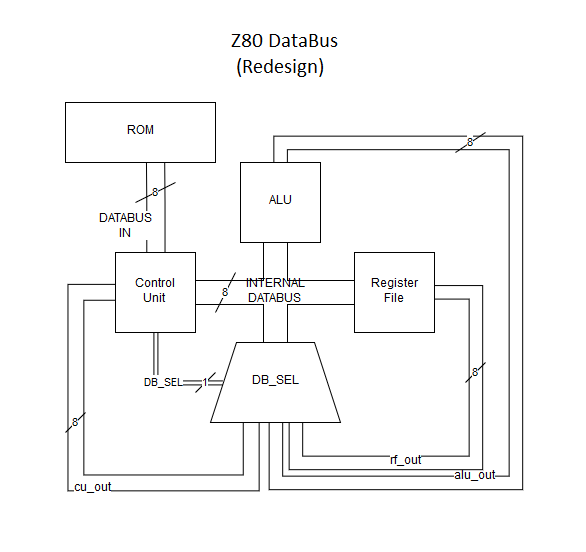 Z80 DataBus
(Redesign)
ROM
8
8
DATABUS
IN
ALU
Control
Unit
INTERNAL
DATABUS
8
Register
File
DB_SEL
1
DB_SEL
8
8
rf_out
alu_out
cu_out